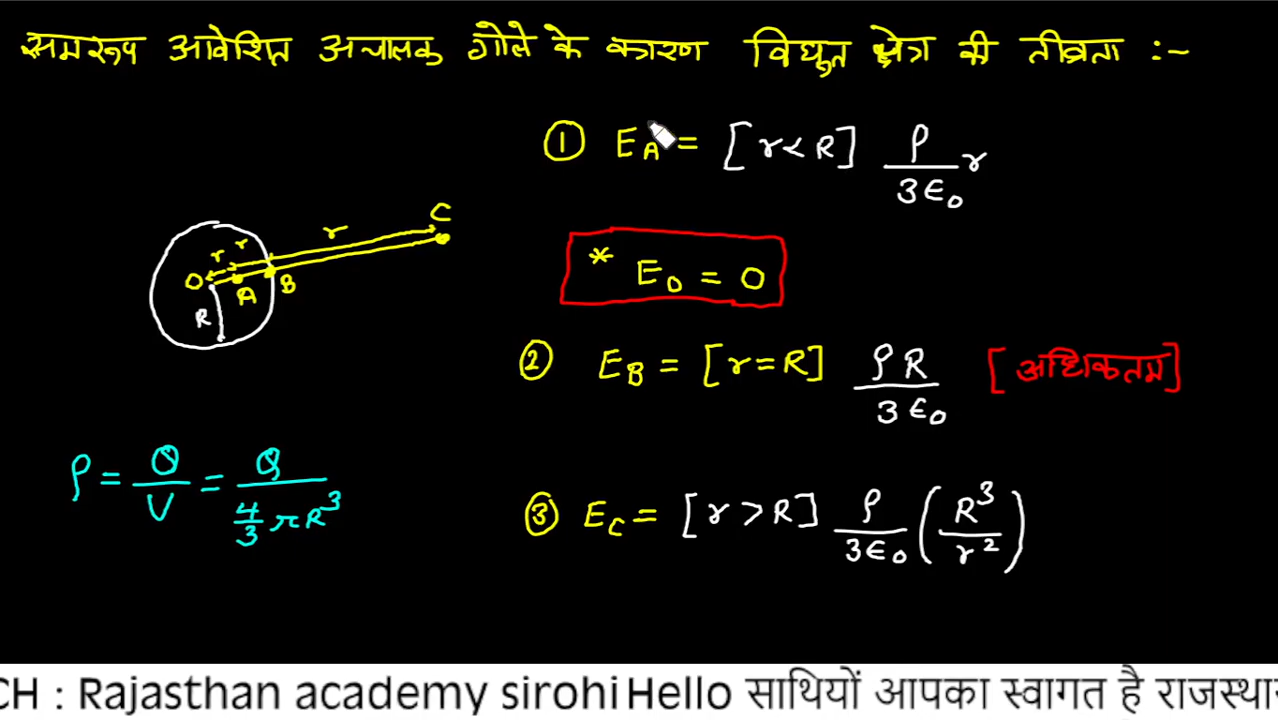 समरूप आवेशित अचालक गोले के कारण विद्युत क्षेत्र की तीव्रता :-
① E_A = [r<R] ρ/3ϵ₀ r
C
r
r r
O A B
R
* E_O = 0
② E_B = [r=R] ρR/3ϵ₀ [अधिकतम]
ρ = Q/V = Q/(4/3 πR³)
③ E_C = [r>R] ρ/3ϵ₀ (R³/r²)
CH : Rajasthan academy sirohi Hello साथियों आपका स्वागत है